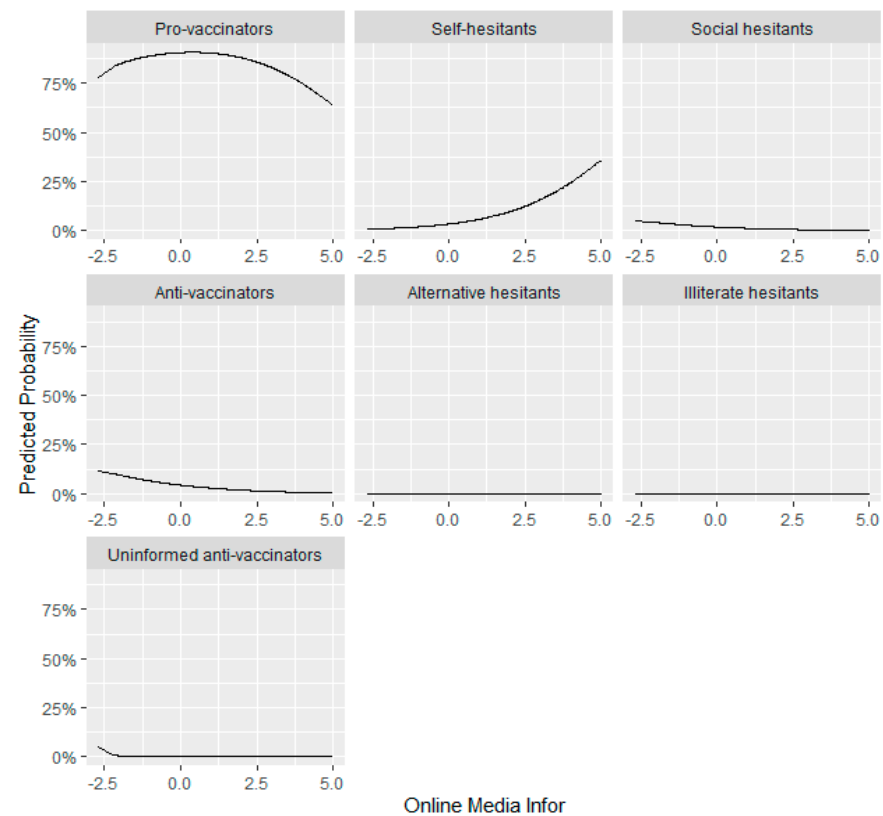 Pro-vaccinators Self-hesitants Social hesitants
75%
50%
25%
0%
-2.5 0.0 2.5 5.0 -2.5 0.0 2.5 5.0 -2.5 0.0 2.5 5.0
Anti-vaccinators Alternative hesitants Illiterate hesitants
Predicted Probability
75%
50%
25%
0%
-2.5 0.0 2.5 5.0 -2.5 0.0 2.5 5.0 -2.5 0.0 2.5 5.0
Uninformed anti-vaccinators
75%
50%
25%
0%
-2.5 0.0 2.5 5.0
Online Media Infor